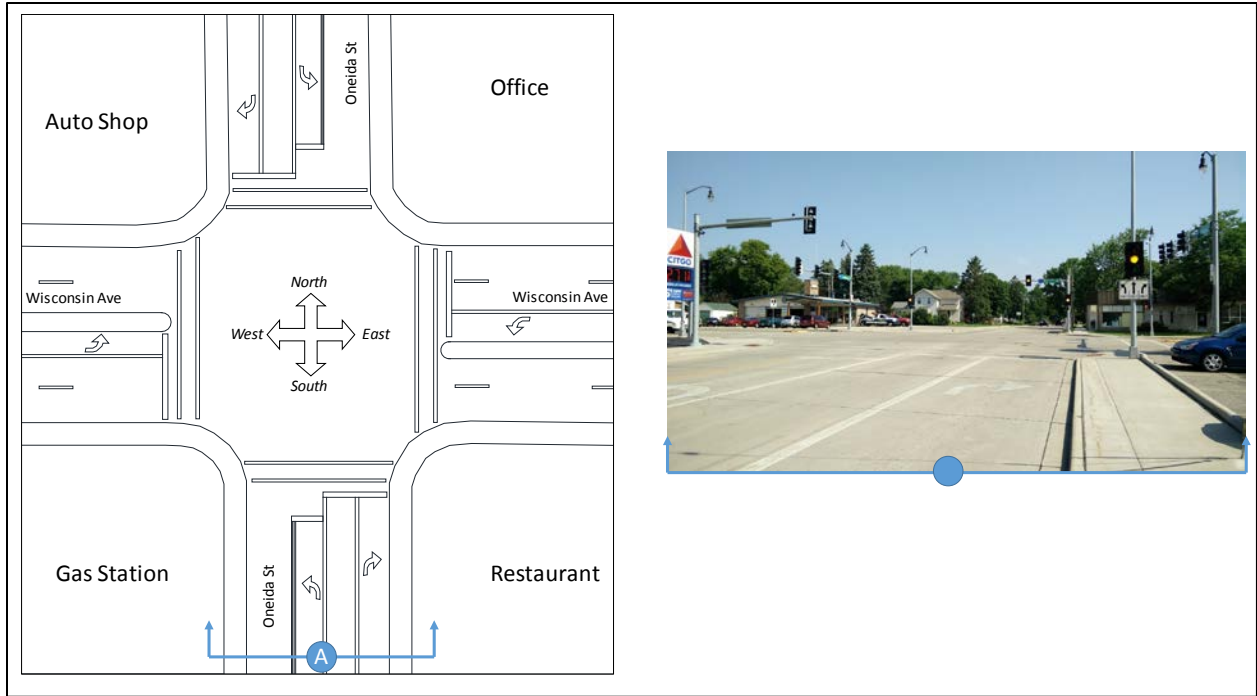 Oneida St
Auto Shop
Office
Wisconsin Ave
North
Wisconsin Ave
West
East
South
Gas Station
Oneida St
Restaurant
A
CITGO